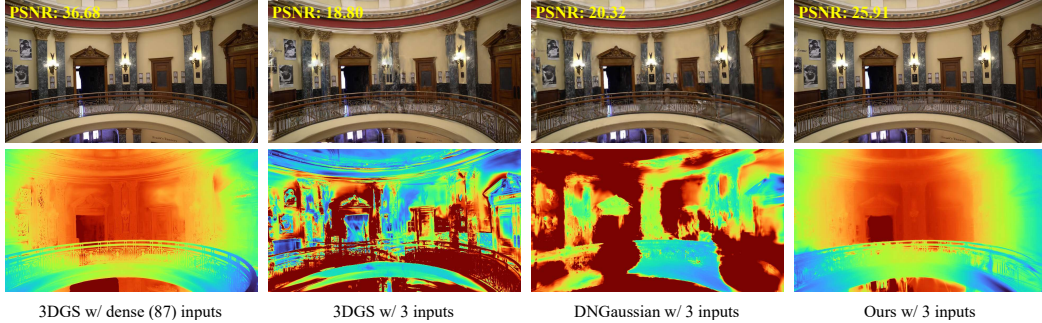 PSNR: 36.68
PSNR: 18.80
PSNR: 20.32
PSNR: 25.91
3DGS w/ dense (87) inputs
3DGS w/ 3 inputs
DNGaussian w/ 3 inputs
Ours w/ 3 inputs